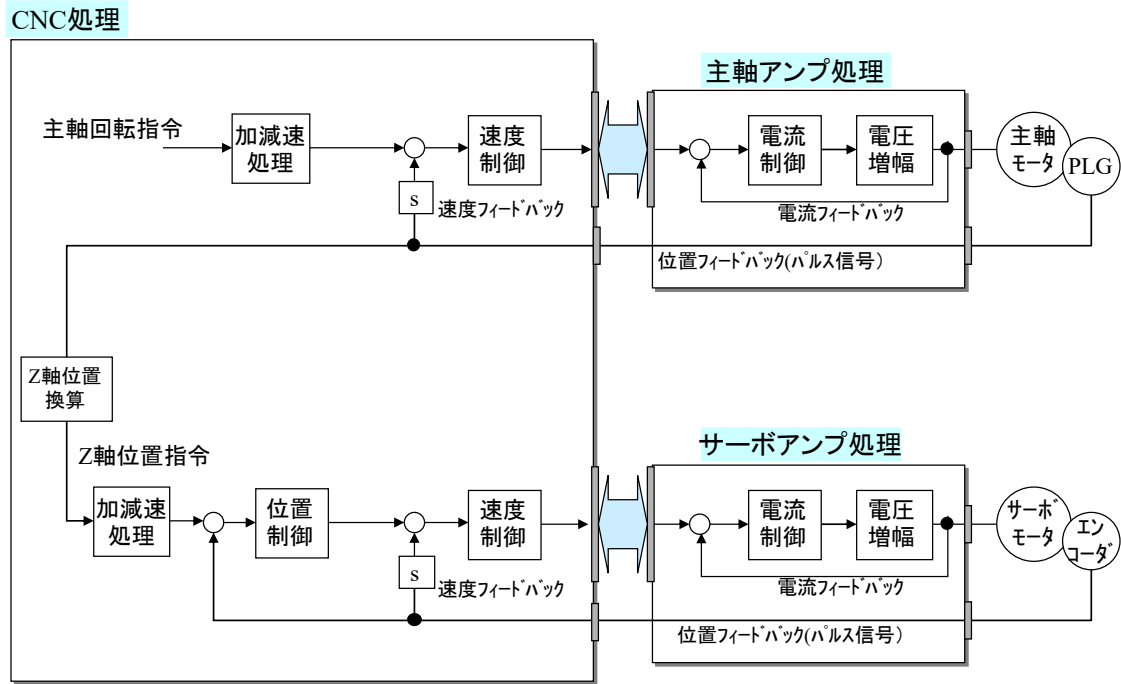 CNC処理
主軸アンプ処理
主軸回転指令
加減速
処理
速度
制御
電流
制御
電圧
増幅
主軸
モータ
PLG
s
速度フィードバック
電流フィードバック
位置フィードバック(パルス信号)
Z軸位置
換算
Z軸位置指令
サーボアンプ処理
加減速
処理
位置
制御
速度
制御
電流
制御
電圧
増幅
サーボ
モータ
エン
コーダ
s
速度フィードバック
電流フィードバック
位置フィードバック(パルス信号)